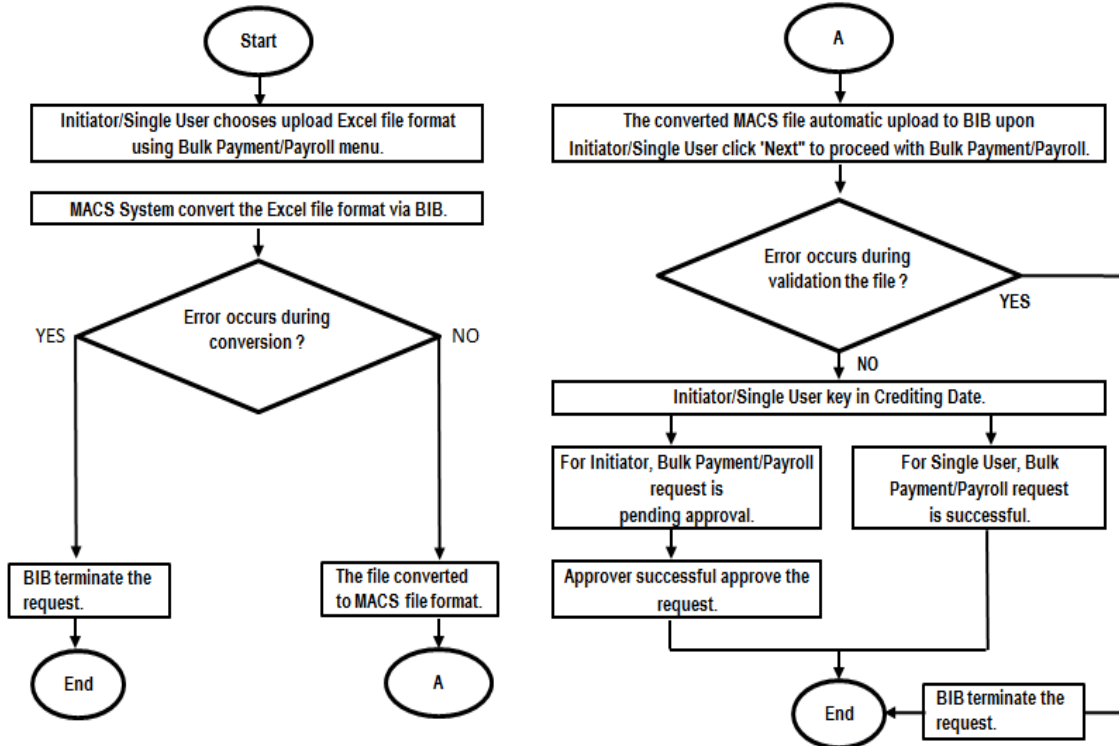 Start
Initiator/Single User chooses upload Excel file format
using Bulk Payment/Payroll menu.
MACS System convert the Excel file format via BIB.
Error occurs during
conversion ?
YES
NO
BIB terminate the
request.
The file converted
to MACS file format.
End
A
A
The converted MACS file automatic upload to BIB upon
Initiator/Single User click 'Next" to proceed with Bulk Payment/Payroll.
Error occurs during
validation the file ?
YES
NO
Initiator/Single User key in Crediting Date.
For Initiator, Bulk Payment/Payroll
request is
pending approval.
For Single User, Bulk
Payment/Payroll request
is successful.
Approver successful approve the
request.
End
BIB terminate the
request.